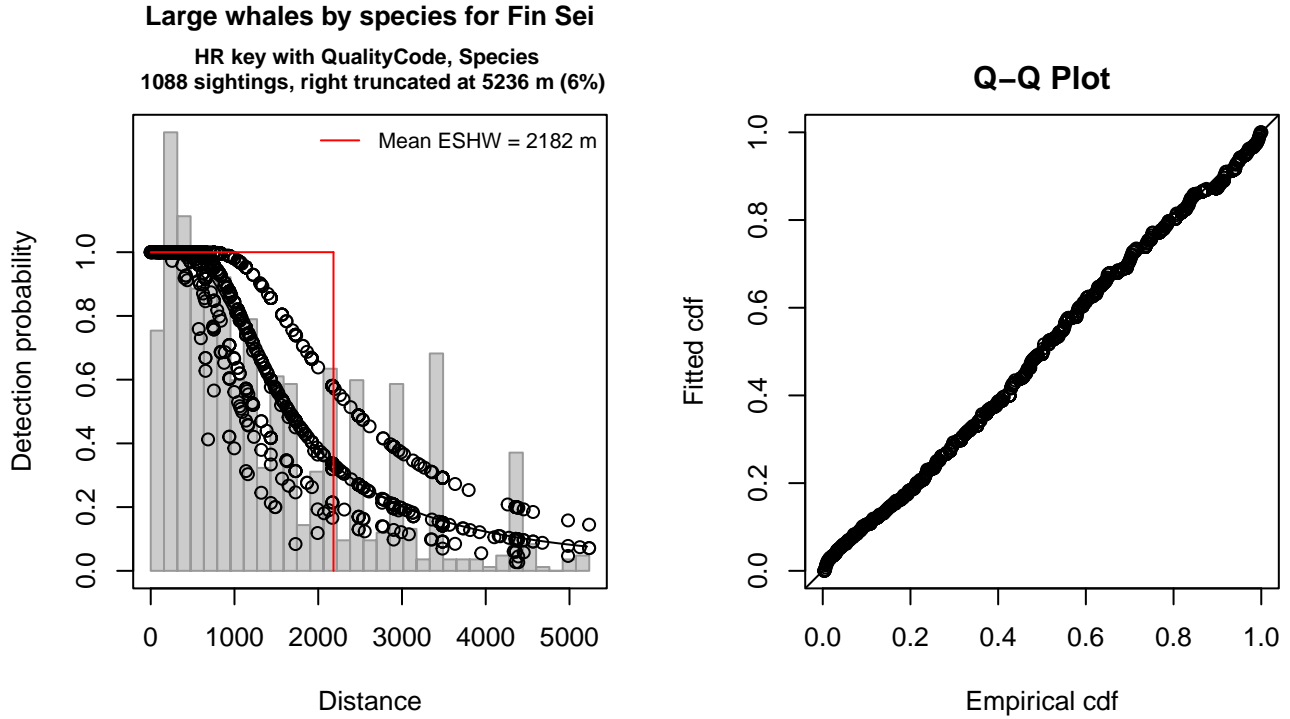 Large whales by species for Fin Sei
HR key with QualityCode, Species
1088 sightings, right truncated at 5236 m (6%)
Mean ESHW = 2182 m
Detection probability
0.0 0.2 0.4 0.6 0.8 1.0
0 1000 2000 3000 4000 5000
Distance
Q−Q Plot
Fitted cdf
0.0 0.2 0.4 0.6 0.8 1.0
0.0 0.2 0.4 0.6 0.8 1.0
Empirical cdf